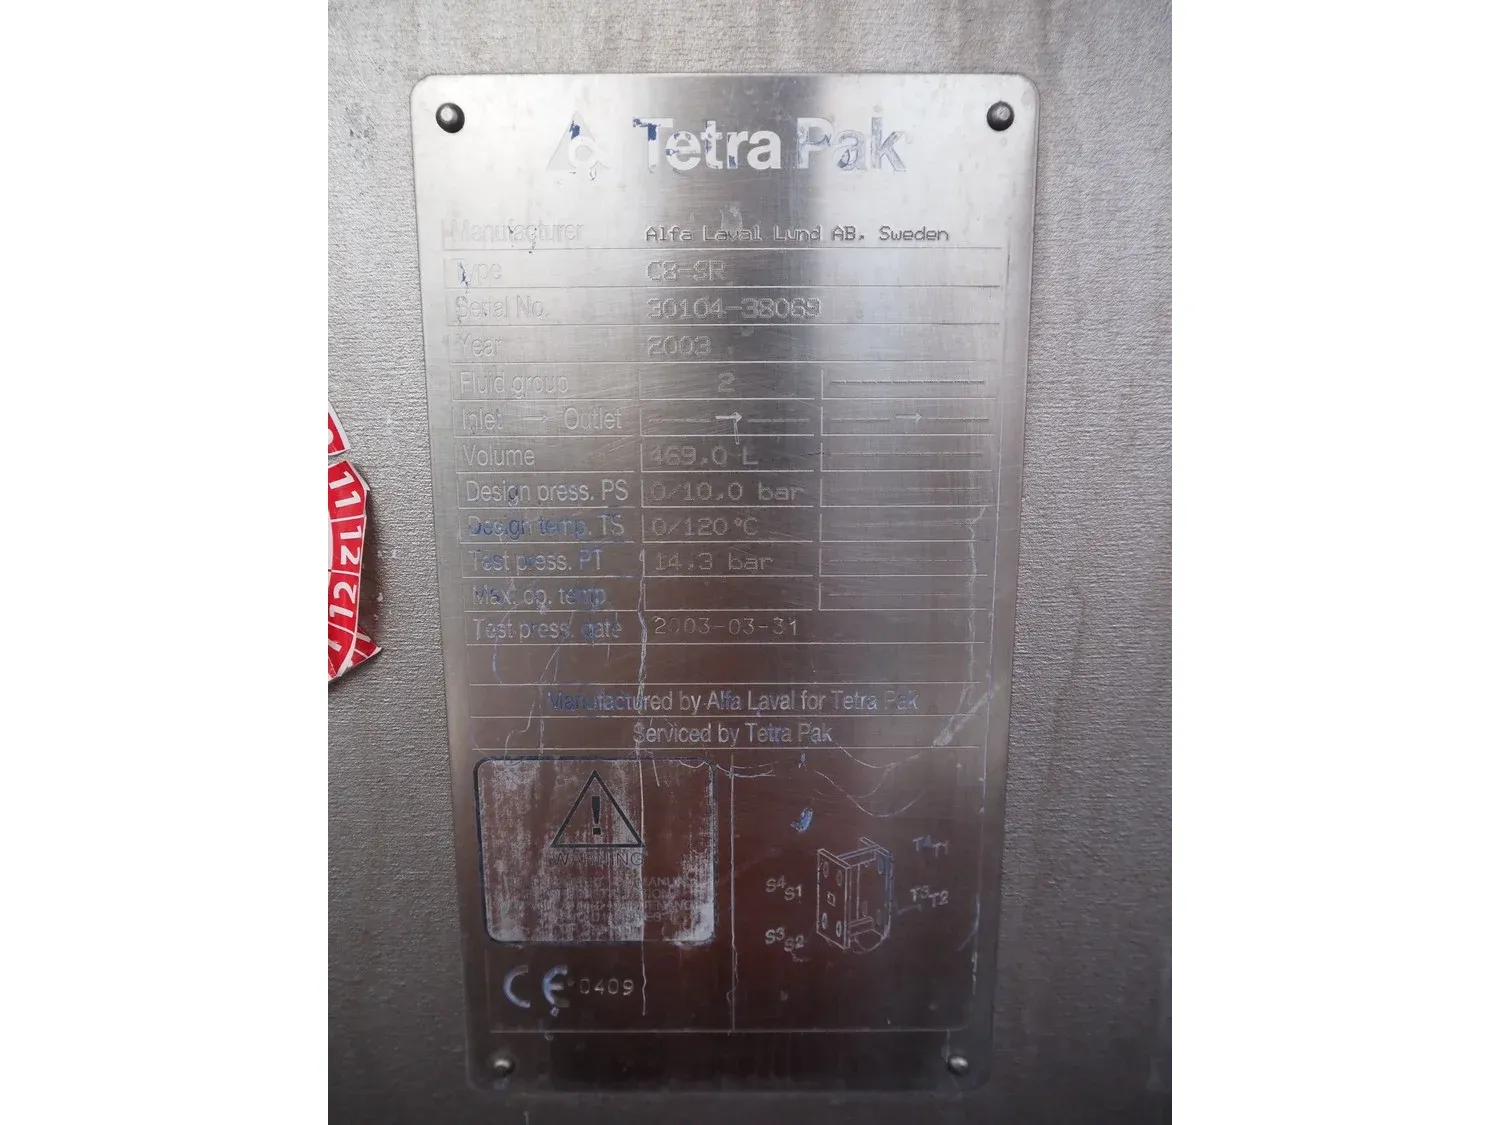 Tetra Pak
Manufacturer Alfa Laval Lund AB, Sweden
Type C8-SR
Serial No. 30104-38069
Year 2003
Fluid group 2
Inlet → Outlet →  →
Volume 469.0 L
Design press. PS 0/10.0 bar
Design temp. TS 0/120°C
Test press. PT 14.3 bar
Max. op. temp.
Test press. date 2003-03-31
Manufactured by Alfa Laval for Tetra Pak
Serviced by Tetra Pak
WARNING
T4 T1
S4 S1
T3 T2
S3 S2
CE 0409
11
12
12